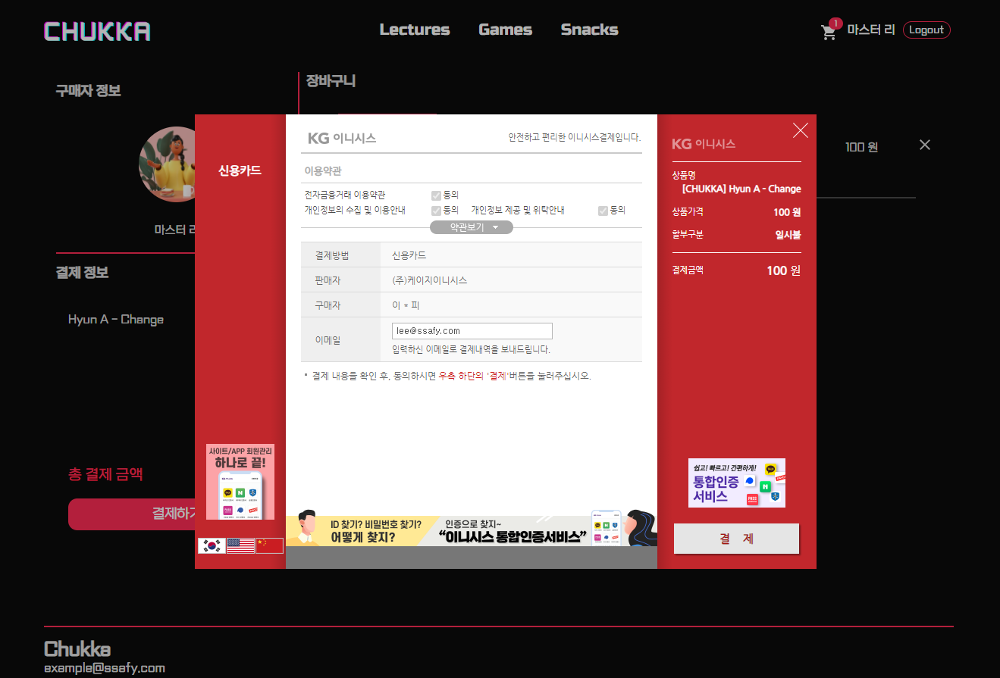 CHUKKA
Lectures Games Snacks
1 마스터 리 Logout
구매자 정보
장바구니
마스터 리
결제 정보
Hyun A - Change
총 결제 금액
결제하기
100 원
신용카드
사이트/APP 회원관리
하나로 끝!
KG 이니시스
안전하고 편리한 이니시스결제입니다.
이용약관
전자금융거래 이용약관 동의
개인정보의 수집 및 이용안내 동의 개인정보 제공 및 위탁안내 동의
약관보기
결제방법 신용카드
판매자 (주)케이지이니시스
구매자 이 * 피
이메일 lee@ssafy.com
입력하신 이메일로 결제내역을 보내드립니다.
결제 내용을 확인 후, 동의하시면 우측 하단의 '결제'버튼을 눌러주십시오.
ID 찾기? 비밀번호 찾기?
어떻게 찾지?
인증으로 찾지~
“이니시스 통합인증서비스”
KG 이니시스
상품명
[CHUKKA] Hyun A - Change
상품가격 100 원
할부구분 일시불
결제금액 100 원
쉽고! 빠르고! 간편하게!
통합인증
서비스
결 제
Chukka
example@ssafy.com